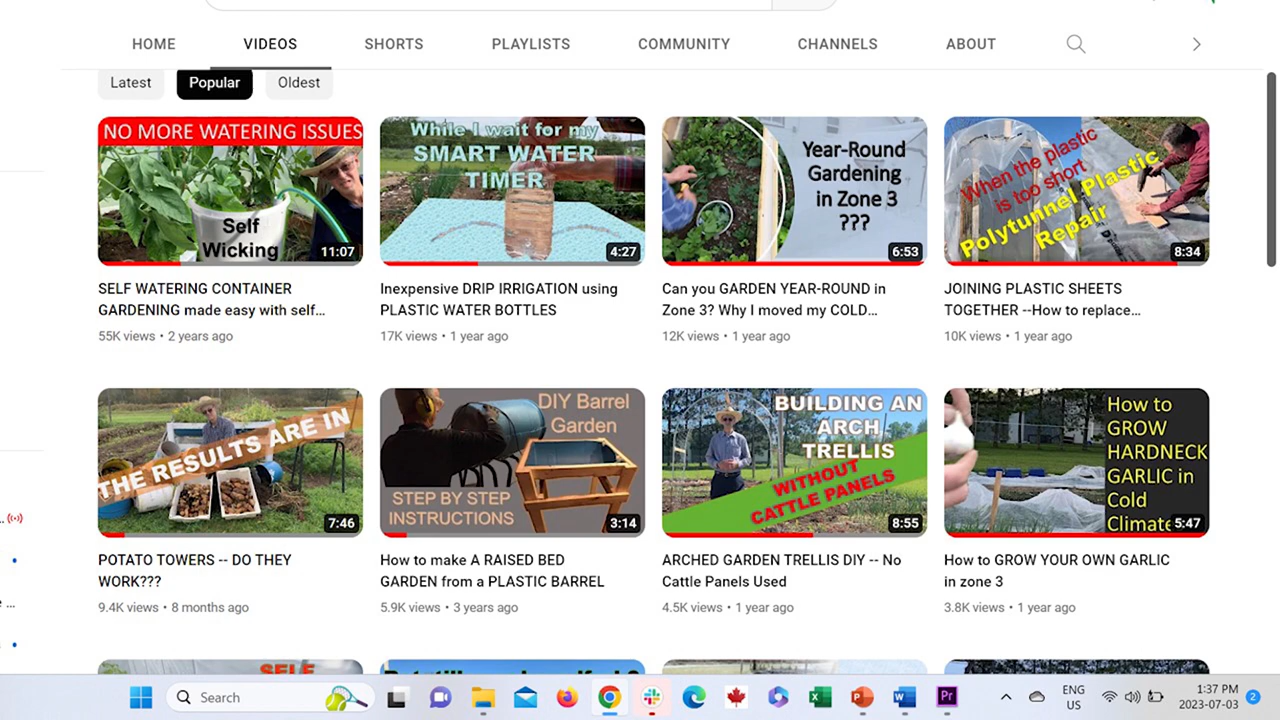 HOME VIDEOS SHORTS PLAYLISTS COMMUNITY CHANNELS ABOUT
Latest Popular Oldest
NO MORE WATERING ISSUES
Self
Wicking
11:07
While I wait for my
SMART WATER
TIMER
4:27
Year-Round
Gardening
in Zone 3
???
6:53
When the plastic
is too short
Polytunnel Plastic
Repair
8:34
SELF WATERING CONTAINER
GARDENING made easy with self...
55K views • 2 years ago
Inexpensive DRIP IRRIGATION using
PLASTIC WATER BOTTLES
17K views • 1 year ago
Can you GARDEN YEAR-ROUND in
Zone 3? Why I moved my COLD...
12K views • 1 year ago
JOINING PLASTIC SHEETS
TOGETHER --How to replace...
10K views • 1 year ago
THE RESULTS ARE IN
7:46
DIY Barrel
Garden
STEP BY STEP
INSTRUCTIONS
3:14
BUILDING AN
ARCH
TRELLIS
WITHOUT
CATTLE PANELS
8:55
How to
GROW
HARDNECK
GARLIC in
Cold
Climate
5:47
POTATO TOWERS -- DO THEY
WORK???
9.4K views • 8 months ago
How to make A RAISED BED
GARDEN from a PLASTIC BARREL
5.9K views • 3 years ago
ARCHED GARDEN TRELLIS DIY -- No
Cattle Panels Used
4.5K views • 1 year ago
How to GROW YOUR OWN GARLIC
in zone 3
3.8K views • 1 year ago
SELF
Search
ENG
US
1:37 PM
2023-07-03
2